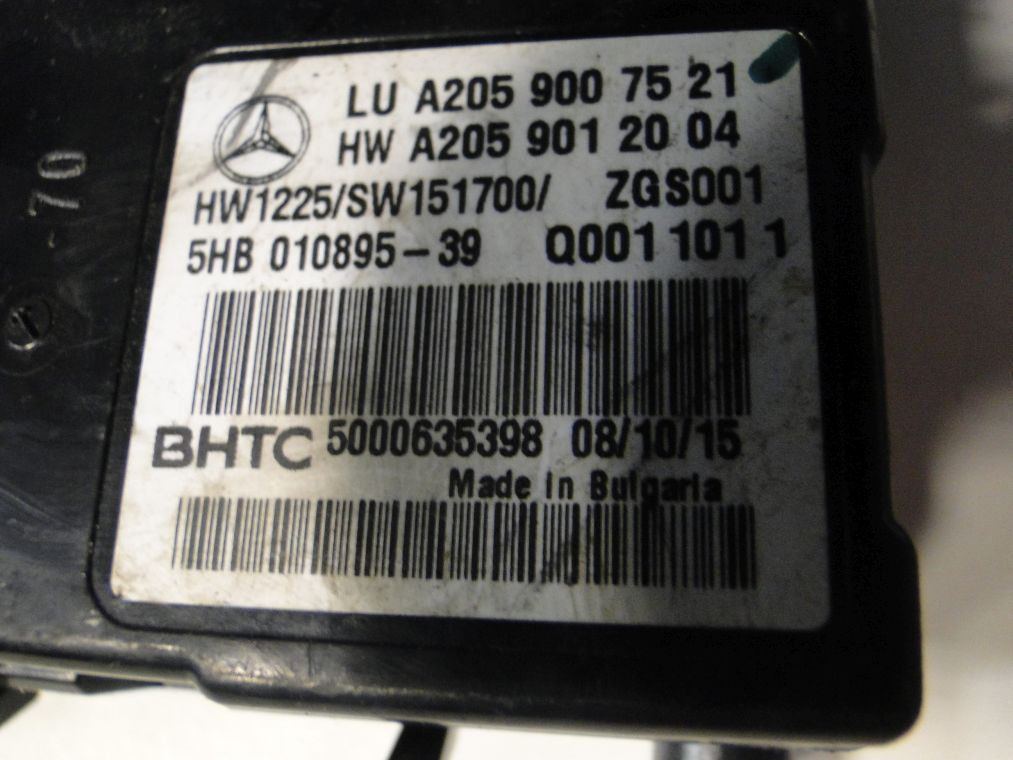 LU A205 900 75 21
HW A205 901 20 04
HW1225/SW151700/ ZGS001
5HB 010895-39 Q001 101 1
BHTC 5000635398 08/10/15
Made in Bulgaria
70